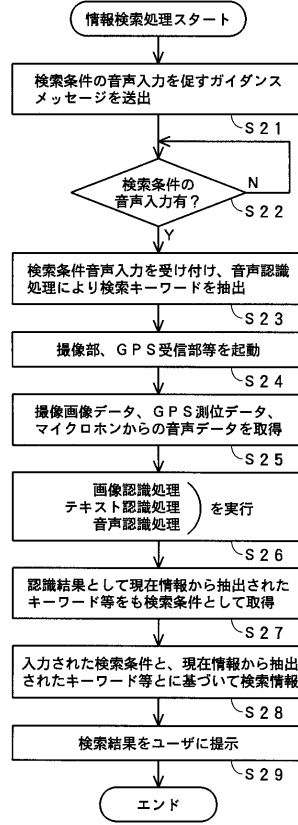 情報検索処理スタート
検索条件の音声入力を促すガイダンス
メッセージを送出
S21
検索条件の
音声入力有?
N
S22
Y
検索条件音声入力を受け付け、音声認識
処理により検索キーワードを抽出
S23
撮像部、GPS受信部等を起動
S24
撮像画像データ、GPS測位データ、
マイクロホンからの音声データを取得
S25
画像認識処理
テキスト認識処理
音声認識処理
を実行
S26
認識結果として現在情報から抽出された
キーワード等をも検索条件として取得
S27
入力された検索条件と、現在情報から抽出
されたキーワード等とに基づいて検索情報
S28
検索結果をユーザに提示
S29
エンド